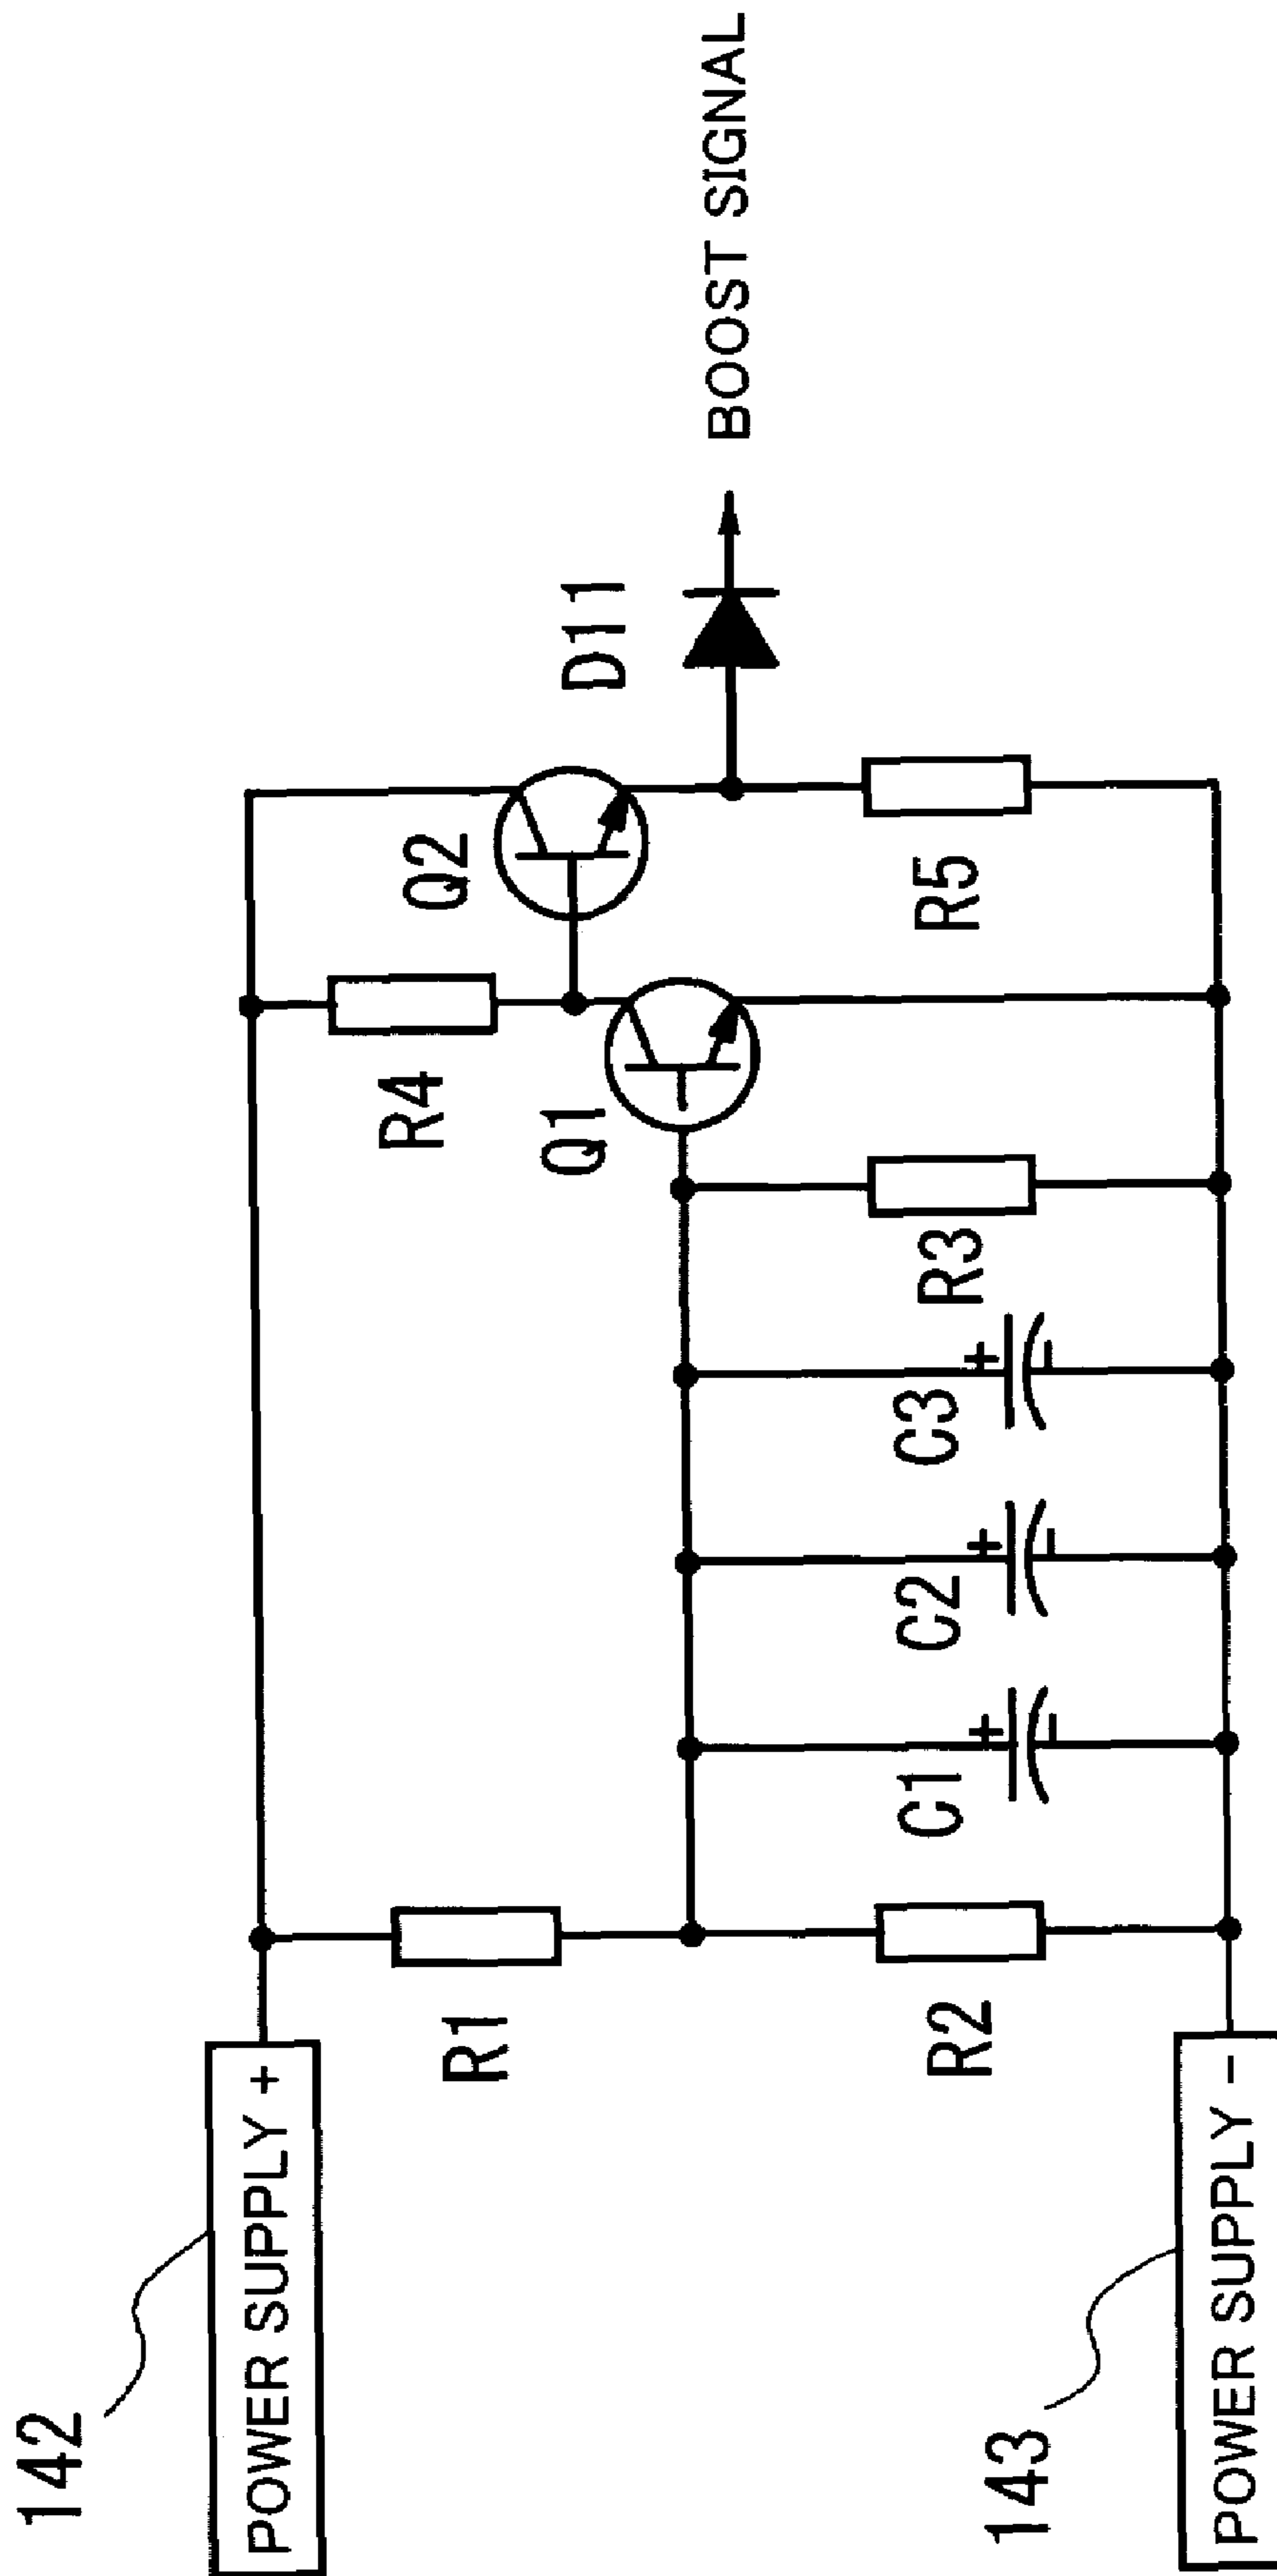 142
POWER SUPPLY +
R1
R4
Q2
Q1
D11
BOOST SIGNAL
R2
C1
C2
C3
R3
R5
+
-
+
-
+
-
143
POWER SUPPLY -